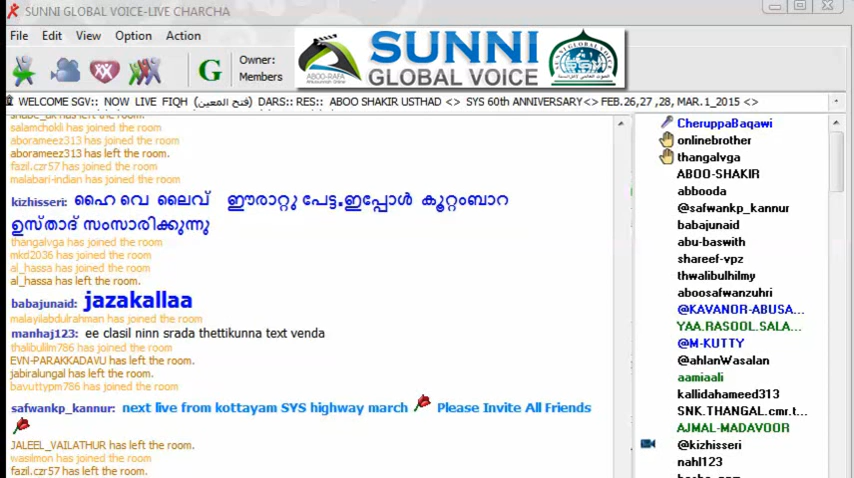 SUNNI GLOBAL VOICE-LIVE CHARCHA
File Edit View Option Action
G Owner:
Members
ABOO-RAFA
SUNNI
GLOBAL VOICE
WELCOME SGV:: NOW LIVE FIQH (فتح المعين) DARS:: RES:: ABOO SHAKIR USTHAD <> SYS 60th ANNIVERSARY<> FEB.26,27 ,28, MAR.1_2015 <>
salamchokli has joined the room
aborameez313 has joined the room
aborameez313 has left the room.
fazil.czr57 has joined the room
malabari-indian has joined the room
kizhisseri: ഹൈ വെ ലൈവ് ഈരാറ്റു പേട്ട.ഇപ്പോൾ കൂറ്റംബാറ
ഉസ്താദ് സംസാരിക്കുന്നു
thangalvga has joined the room
mkd2036 has joined the room
al_hassa has joined the room
al_hassa has left the room.
babajunaid: jazakallaa
malayilabdulrahman has joined the room
manhaj123: ee clasil ninn srada thettikunna text venda
thalibulilm786 has joined the room
EVN-PARAKKADAVU has left the room.
jabiralungal has left the room.
bavuttypm786 has joined the room
safwankp_kannur: next live from kottayam SYS highway march Please Invite All Friends
JALEEL_VAILATHUR has left the room.
wasilmon has joined the room
fazil.czr57 has left the room.
CheruppaBaqawi
onlinebrother
thangalvga
ABOO-SHAKIR
abbooda
@safwankp_kannur
babajunaid
abu-baswith
shareef-vpz
thwalibulhilmy
aboosafwanzuhri
@KAVANOR-ABUSA...
YAA.RASOOL.SALA...
@M-KUTTY
@ahlanWasalan
aamiaali
kallidahameed313
SNK.THANGAL.cmr.t...
AJMAL-MADAVOOR
@kizhisseri
nahl123